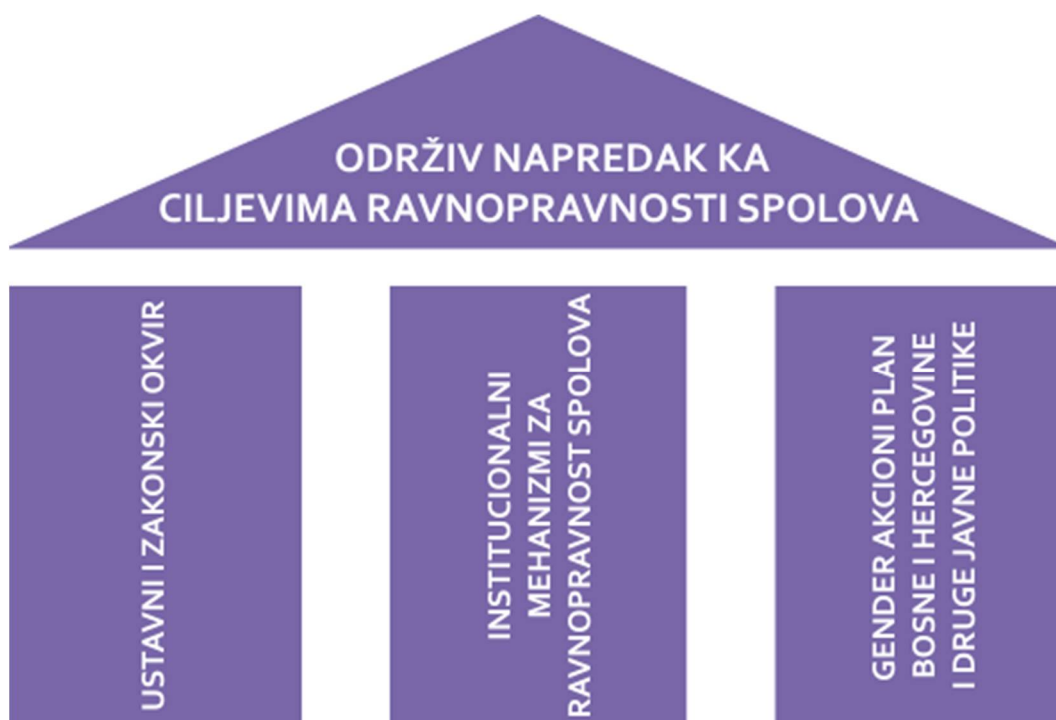 ODRŽIV NAPREDAK KA
CILJEVIMA RAVNOPRAVNOSTI SPOLOVA
USTAVNI I ZAKONSKI OKVIR
INSTITUCIONALNI
MEHANIZMI ZA
RAVNOPRAVNOST SPOLOVA
GENDER AKCIONI PLAN
BOSNE I HERCEGOVINE
I DRUGE JAVNE POLITIKE